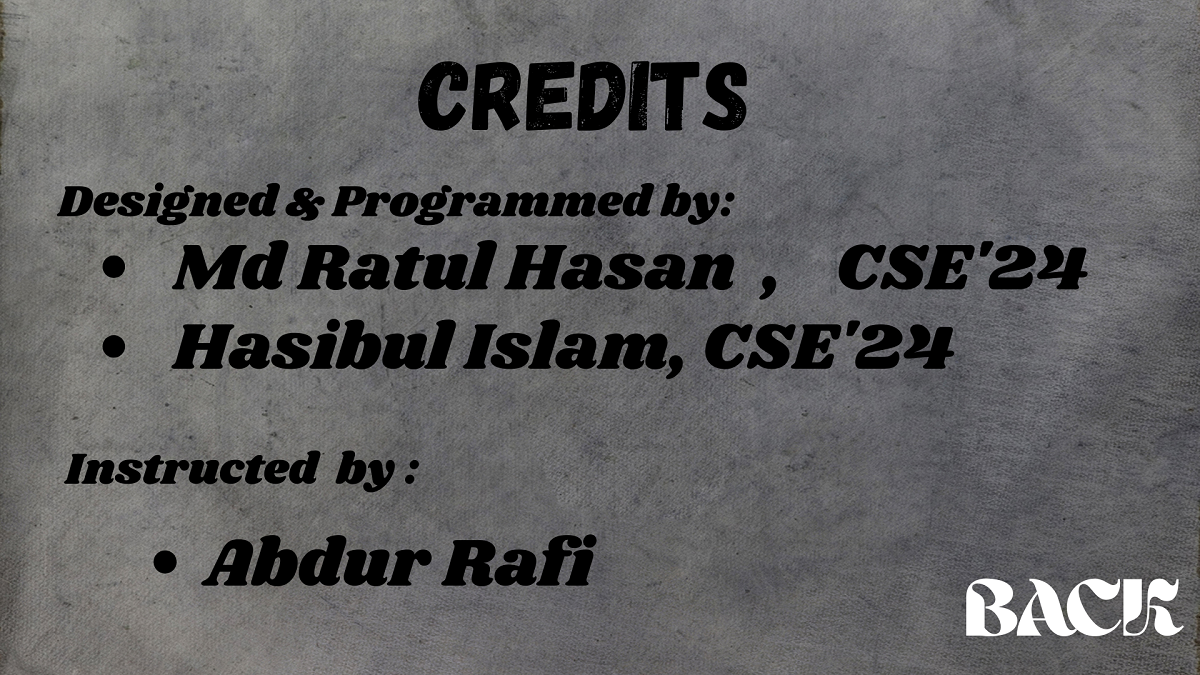 CREDITS
Designed & Programmed by:
• Md Ratul Hasan , CSE'24
• Hasibul Islam, CSE'24
Instructed by :
• Abdur Rafi
BACK